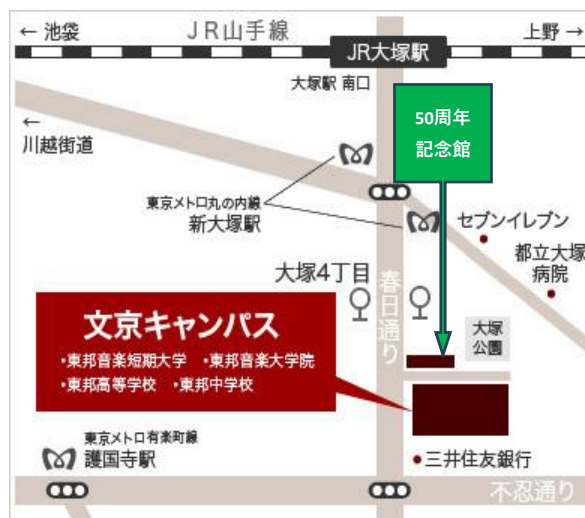 ← 池袋
JR山手線
上野 →
JR大塚駅
大塚駅 南口
50周年
記念館
←
川越街道
東京メトロ丸の内線
新大塚駅
セブンイレブン
都立大塚
病院
大塚4丁目
春日通り
大塚
公園
文京キャンパス
・東邦音楽短期大学 ・東邦音楽大学院
・東邦高等学校 ・東邦中学校
東京メトロ有楽町線
護国寺駅
三井住友銀行
不忍通り